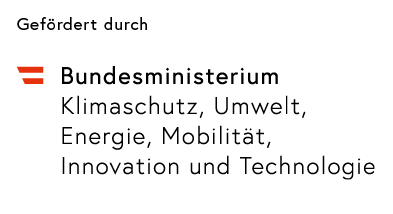 Gefördert durch
Bundesministerium
Klimaschutz, Umwelt,
Energie, Mobilität,
Innovation und Technologie